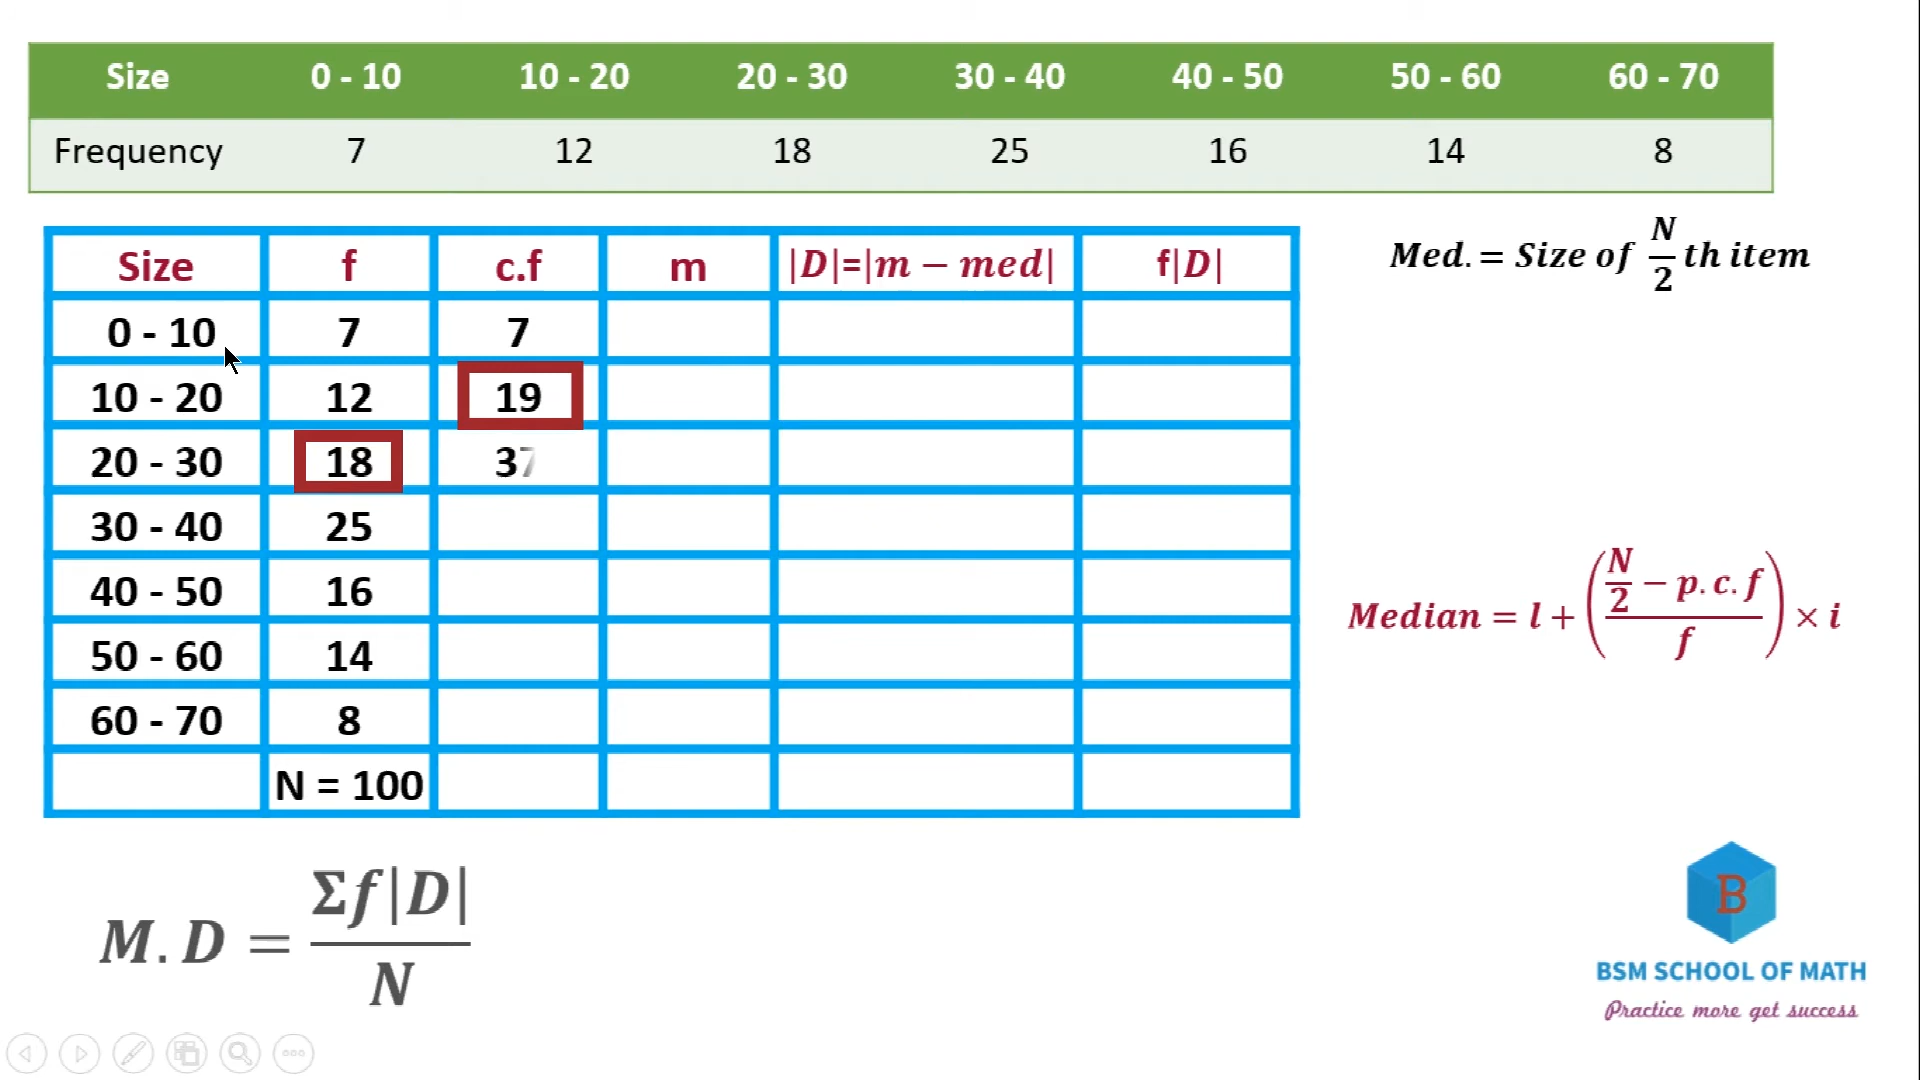 Size 0 - 10 10 - 20 20 - 30 30 - 40 40 - 50 50 - 60 60 - 70
Frequency 7 12 18 25 16 14 8
Size f c.f m |D|=|m − med| f|D|
0 - 10 7 7
10 - 20 12 19
20 - 30 18 37
30 - 40 25
40 - 50 16
50 - 60 14
60 - 70 8
N = 100
Med. = Size of N/2 th item
Median = l + ((N/2 − p.c.f)/f) × i
M.D = Σf|D|/N
B
BSM SCHOOL OF MATH
Practice more get success